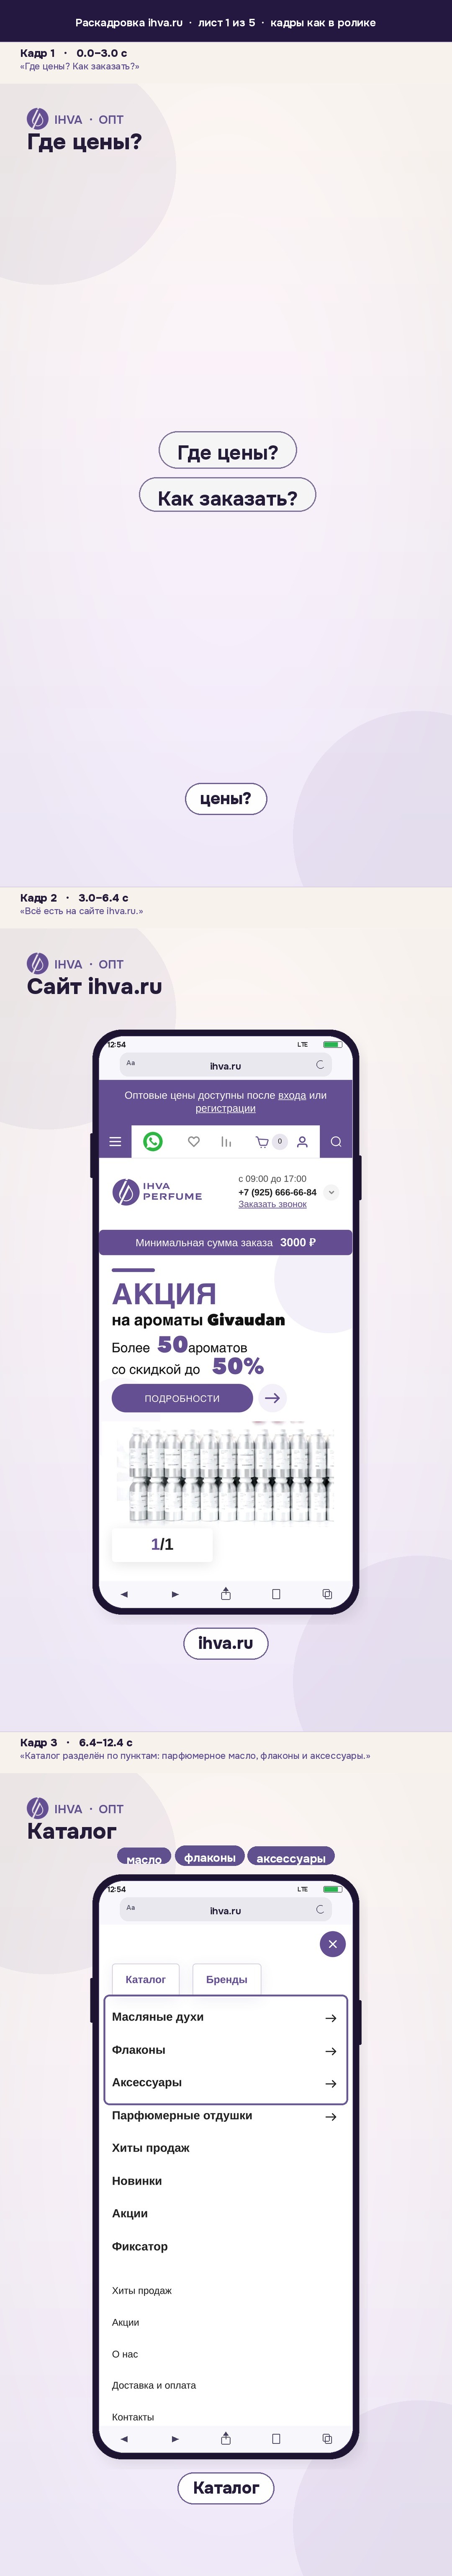 Раскадровка ihva.ru · лист 1 из 5 · кадры как в ролике
Кадр 1 · 0.0–3.0 с
«Где цены? Как заказать?»
IHVA · ОПТ
Где цены?
Где цены?
Как заказать?
цены?
Кадр 2 · 3.0–6.4 с
«Всё есть на сайте ihva.ru.»
IHVA · ОПТ
Сайт ihva.ru
12:54 LTE
Aa ihva.ru
Оптовые цены доступны после входа или
регистрации
0
IHVA
PERFUME
с 09:00 до 17:00
+7 (925) 666-66-84
Заказать звонок
Минимальная сумма заказа 3000 ₽
АКЦИЯ
на ароматы Givaudan
Более 50ароматов
со скидкой до 50%
ПОДРОБНОСТИ
1/1
ihva.ru
Кадр 3 · 6.4–12.4 с
«Каталог разделён по пунктам: парфюмерное масло, флаконы и аксессуары.»
IHVA · ОПТ
Каталог
масло флаконы аксессуары
12:54 LTE
Aa ihva.ru
Каталог Бренды
Масляные духи
Флаконы
Аксессуары
Парфюмерные отдушки
Хиты продаж
Новинки
Акции
Фиксатор
Хиты продаж
Акции
О нас
Доставка и оплата
Контакты
Каталог